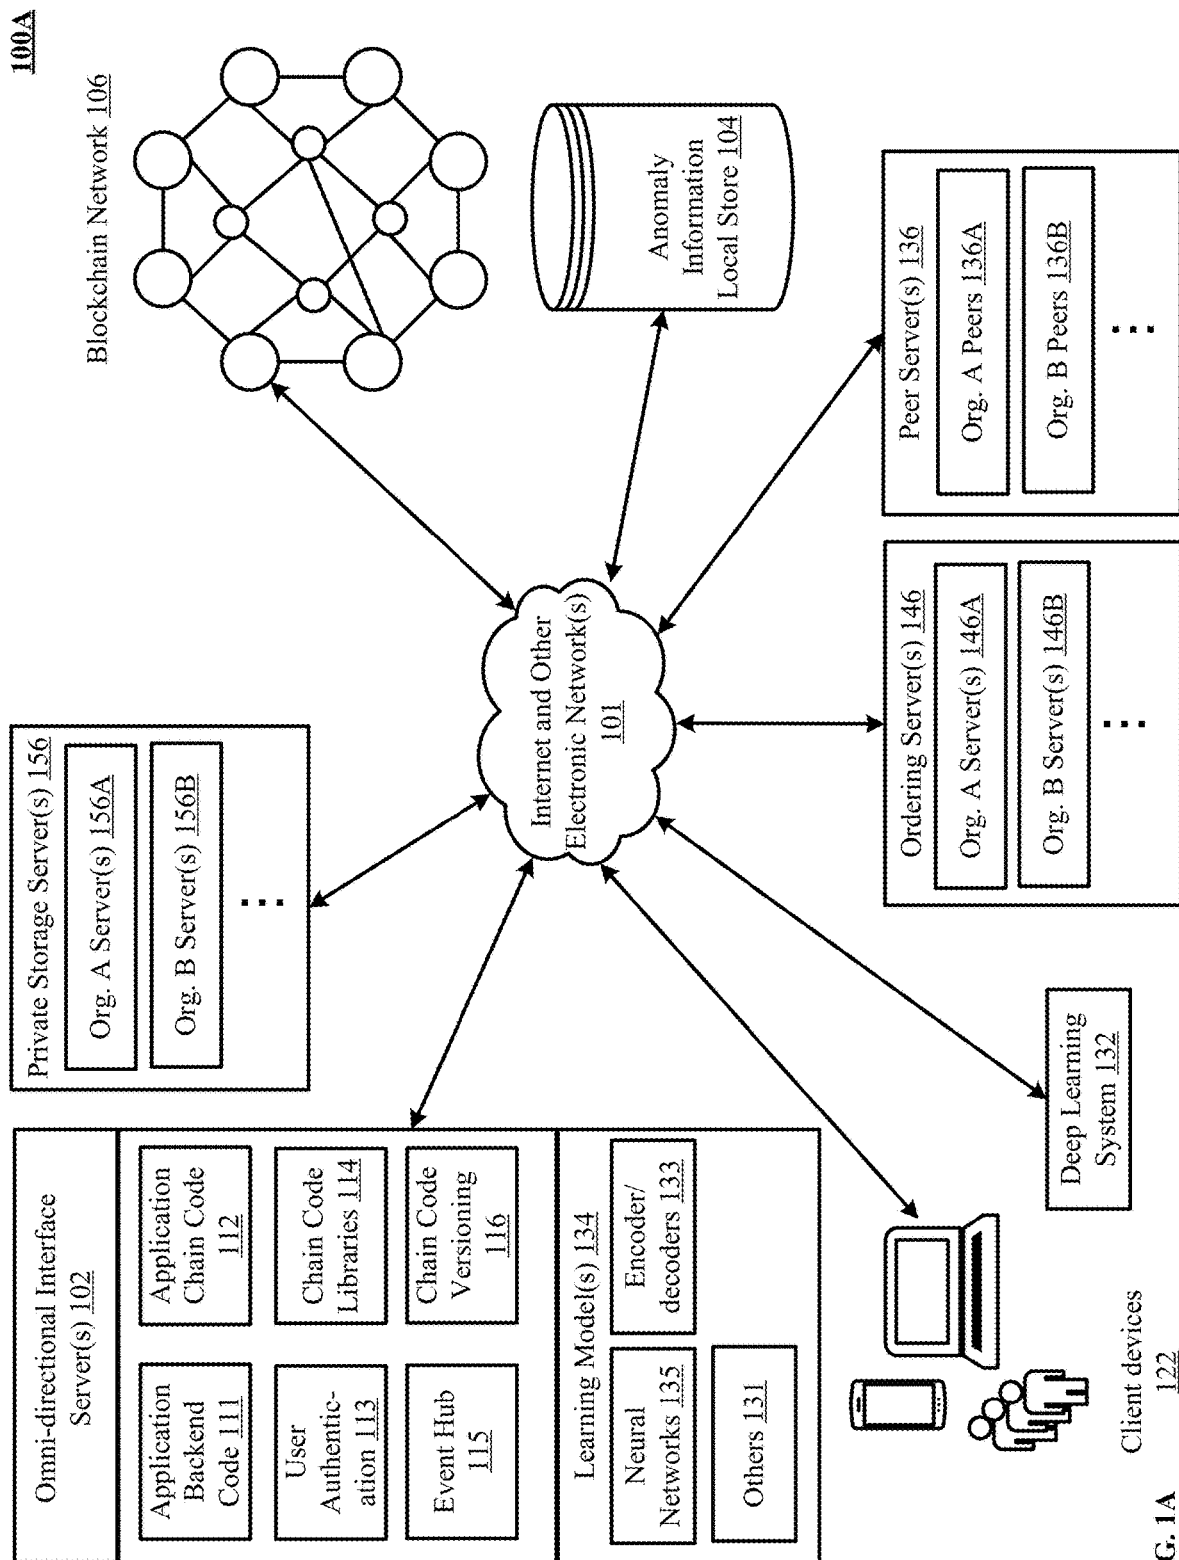 100A
Omni-directional Interface
Server(s) 102
Application
Backend
Code 111
Application
Chain Code
112
User
Authentic-
ation 113
Chain Code
Libraries 114
Event Hub
115
Chain Code
Versioning
116
Learning Model(s) 134
Neural
Networks 135
Encoder/
decoders 133
Others 131
Private Storage Server(s) 156
Org. A Server(s) 156A
Org. B Server(s) 156B
...
Blockchain Network 106
Internet and Other
Electronic Network(s)
101
Anomaly
Information
Local Store 104
Client devices
122
Deep Learning
System 132
Ordering Server(s) 146
Org. A Server(s) 146A
Org. B Server(s) 146B
...
Peer Server(s) 136
Org. A Peers 136A
Org. B Peers 136B
...
G. 1A